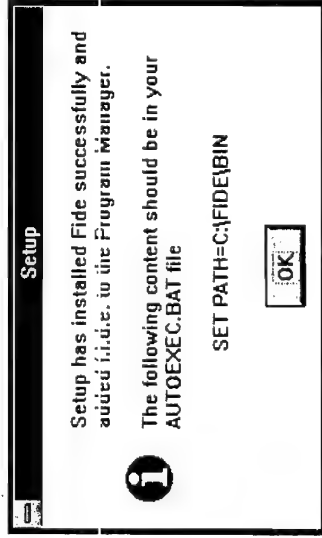 Setup
Setup has installed Fide successfully and
added f.i.d.e. to the Program Manager.
The following content should be in your
AUTOEXEC.BAT file
SET PATH=C:\FIDE\BIN
OK